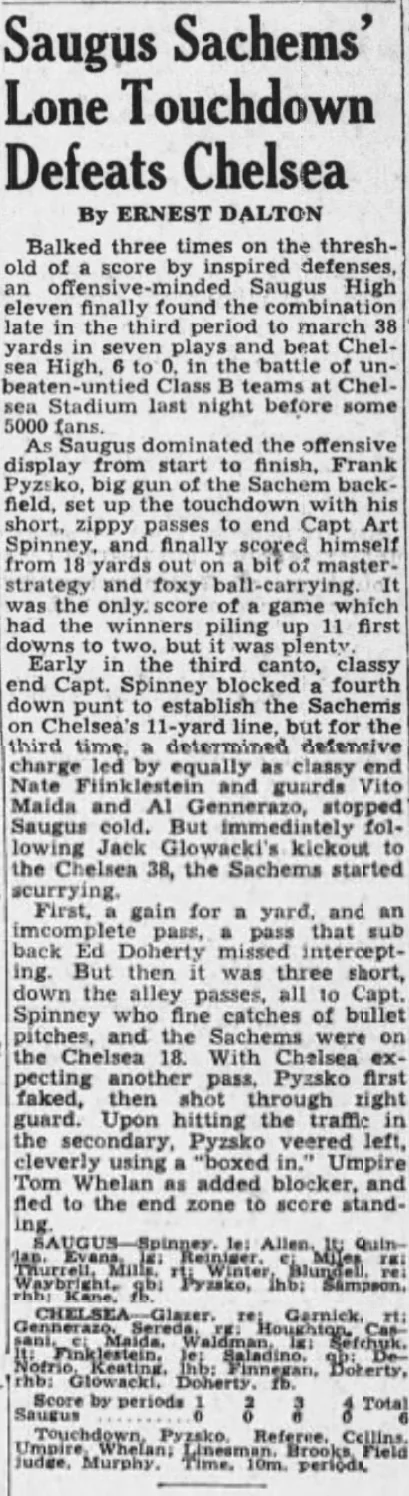 Saugus Sachems'
Lone Touchdown
Defeats Chelsea
By ERNEST DALTON
Balked three times on the thresh-
old of a score by inspired defenses,
an offensive-minded Saugus High
eleven finally found the combination
late in the third period to march 38
yards in seven plays and beat Chel-
sea High, 6 to 0, in the battle of un-
beaten-untied Class B teams at Chel-
sea Stadium last night before some
5000 fans.
As Saugus dominated the offensive
display from start to finish, Frank
Pyzsko, big gun of the Sachem back-
field, set up the touchdown with his
short, zippy passes to end Capt Art
Spinney, and finally scored himself
from 18 yards out on a bit of master-
strategy and foxy ball-carrying. It
was the only score of a game which
had the winners piling up 11 first
downs to two, but it was plenty.
Early in the third canto, classy
end Capt. Spinney blocked a fourth
down punt to establish the Sachems
on Chelsea's 11-yard line, but for the
third time, a determined defensive
charge led by equally as classy end
Nate Fiinklestein and guards Vito
Maida and Al Gennerazo, stopped
Saugus cold. But immediately fol-
lowing Jack Glowacki's kickout to
the Chelsea 38, the Sachems started
scurrying.
First, a gain for a yard, and an
imcomplete pass, a pass that sub
back Ed Doherty missed intercept-
ing. But then it was three short,
down the alley passes, all to Capt.
Spinney who fine catches of bullet
pitches, and the Sachems were on
the Chelsea 18. With Chelsea ex-
pecting another pass, Pyzsko first
faked, then shot through right
guard. Upon hitting the traffic in
the secondary, Pyzsko veered left,
cleverly using a "boxed in." Umpire
Tom Whelan as added blocker, and
fled to the end zone to score stand-
ing.
SAUGUS—Spinney, le; Allen, lt; Quin-
lan, Evans, lg; Reiniger, c; Miles rg;
Thurrell, Mills, rt; Winter, Blundell, re;
Waybright, qb; Pyzsko, lhb; Sampson,
rhb; Kane, fb.
CHELSEA—Glazer, re; Garnick, rt;
Gennerazo, Sereda, rg; Houghton, Cas-
sani, c; Maida, Waldman, lg; Sefchuk,
lt; Finklestein, le; Saladino, qb; De-
Nofrio, Keating, lhb; Finnegan, Doherty,
rhb; Glowacki, Doherty, fb.
Score by periods 1 2 3 4 Total
Saugus .......... 0 0 6 0 6
Touchdown, Pyzsko. Referee, Collins.
Umpire, Whelan; Linesman, Brooks. Field
judge, Murphy. Time, 10m. periods.